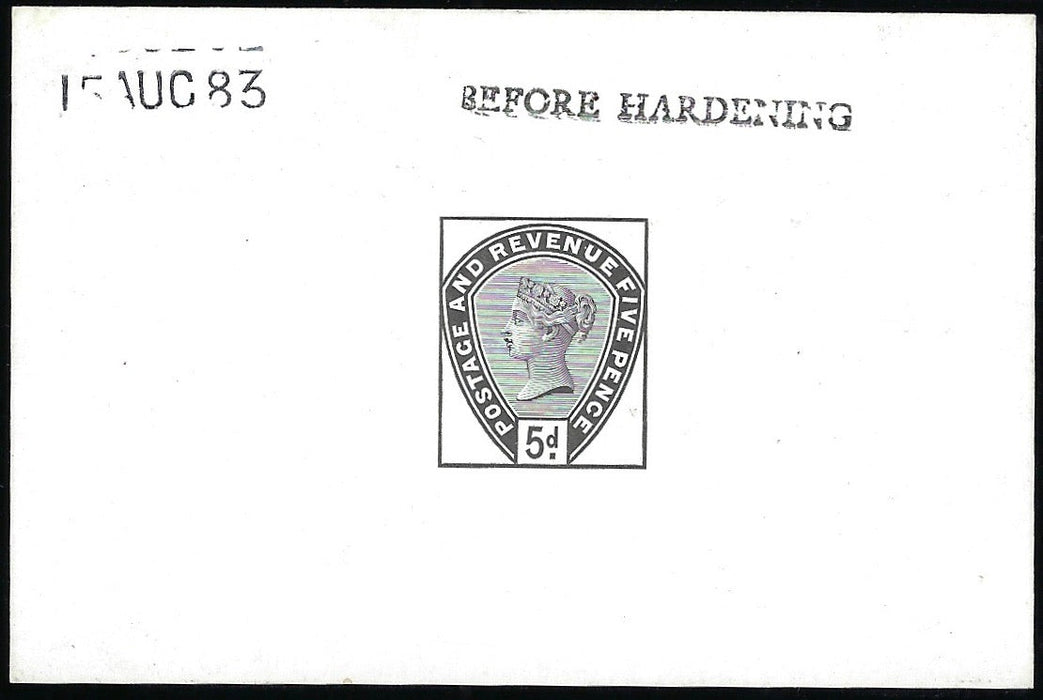 15 AUG 83
BEFORE HARDENING
POSTAGE AND REVENUE FIVE PENCE
5d.